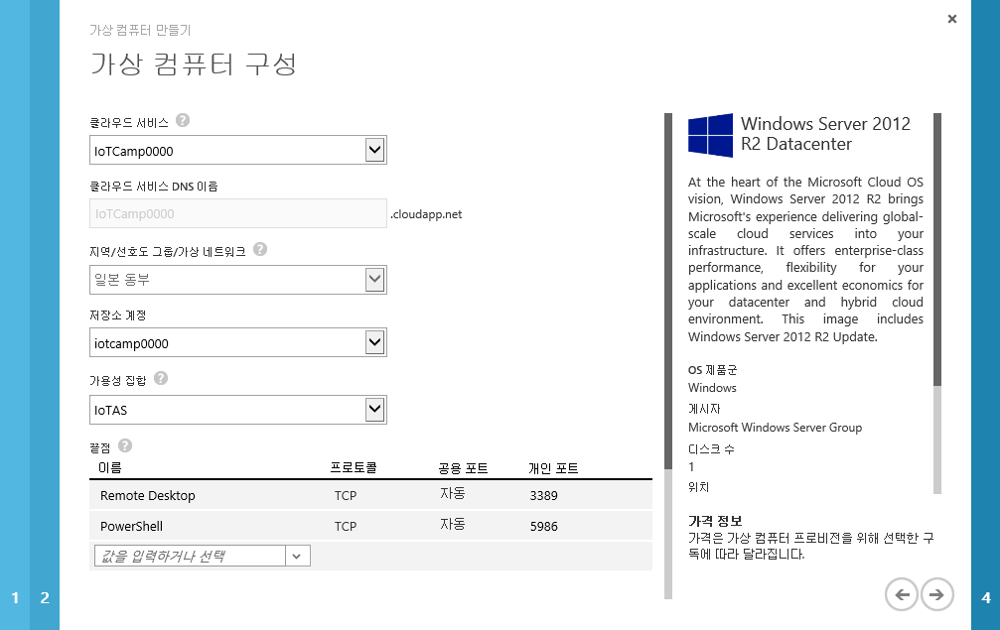 가상 컴퓨터 만들기
가상 컴퓨터 구성
클라우드 서비스 ?
IoTCamp0000
클라우드 서비스 DNS 이름
IoTCamp0000 .cloudapp.net
지역/선호도 그룹/가상 네트워크 ?
일본 동부
저장소 계정
iotcamp0000
가용성 집합 ?
IoTAS
끝점 ?
이름 프로토콜 공용 포트 개인 포트
Remote Desktop TCP 자동 3389
PowerShell TCP 자동 5986
값을 입력하거나 선택
Windows Server 2012
R2 Datacenter
At the heart of the Microsoft Cloud OS
vision, Windows Server 2012 R2 brings
Microsoft's experience delivering global-
scale cloud services into your
infrastructure. It offers enterprise-class
performance, flexibility for your
applications and excellent economics for
your datacenter and hybrid cloud
environment. This image includes
Windows Server 2012 R2 Update.
OS 제품군
Windows
게시자
Microsoft Windows Server Group
디스크 수
1
위치
가격 정보
가격은 가상 컴퓨터 프로비전을 위해 선택한 구
독에 따라 달라집니다.
1 2 4